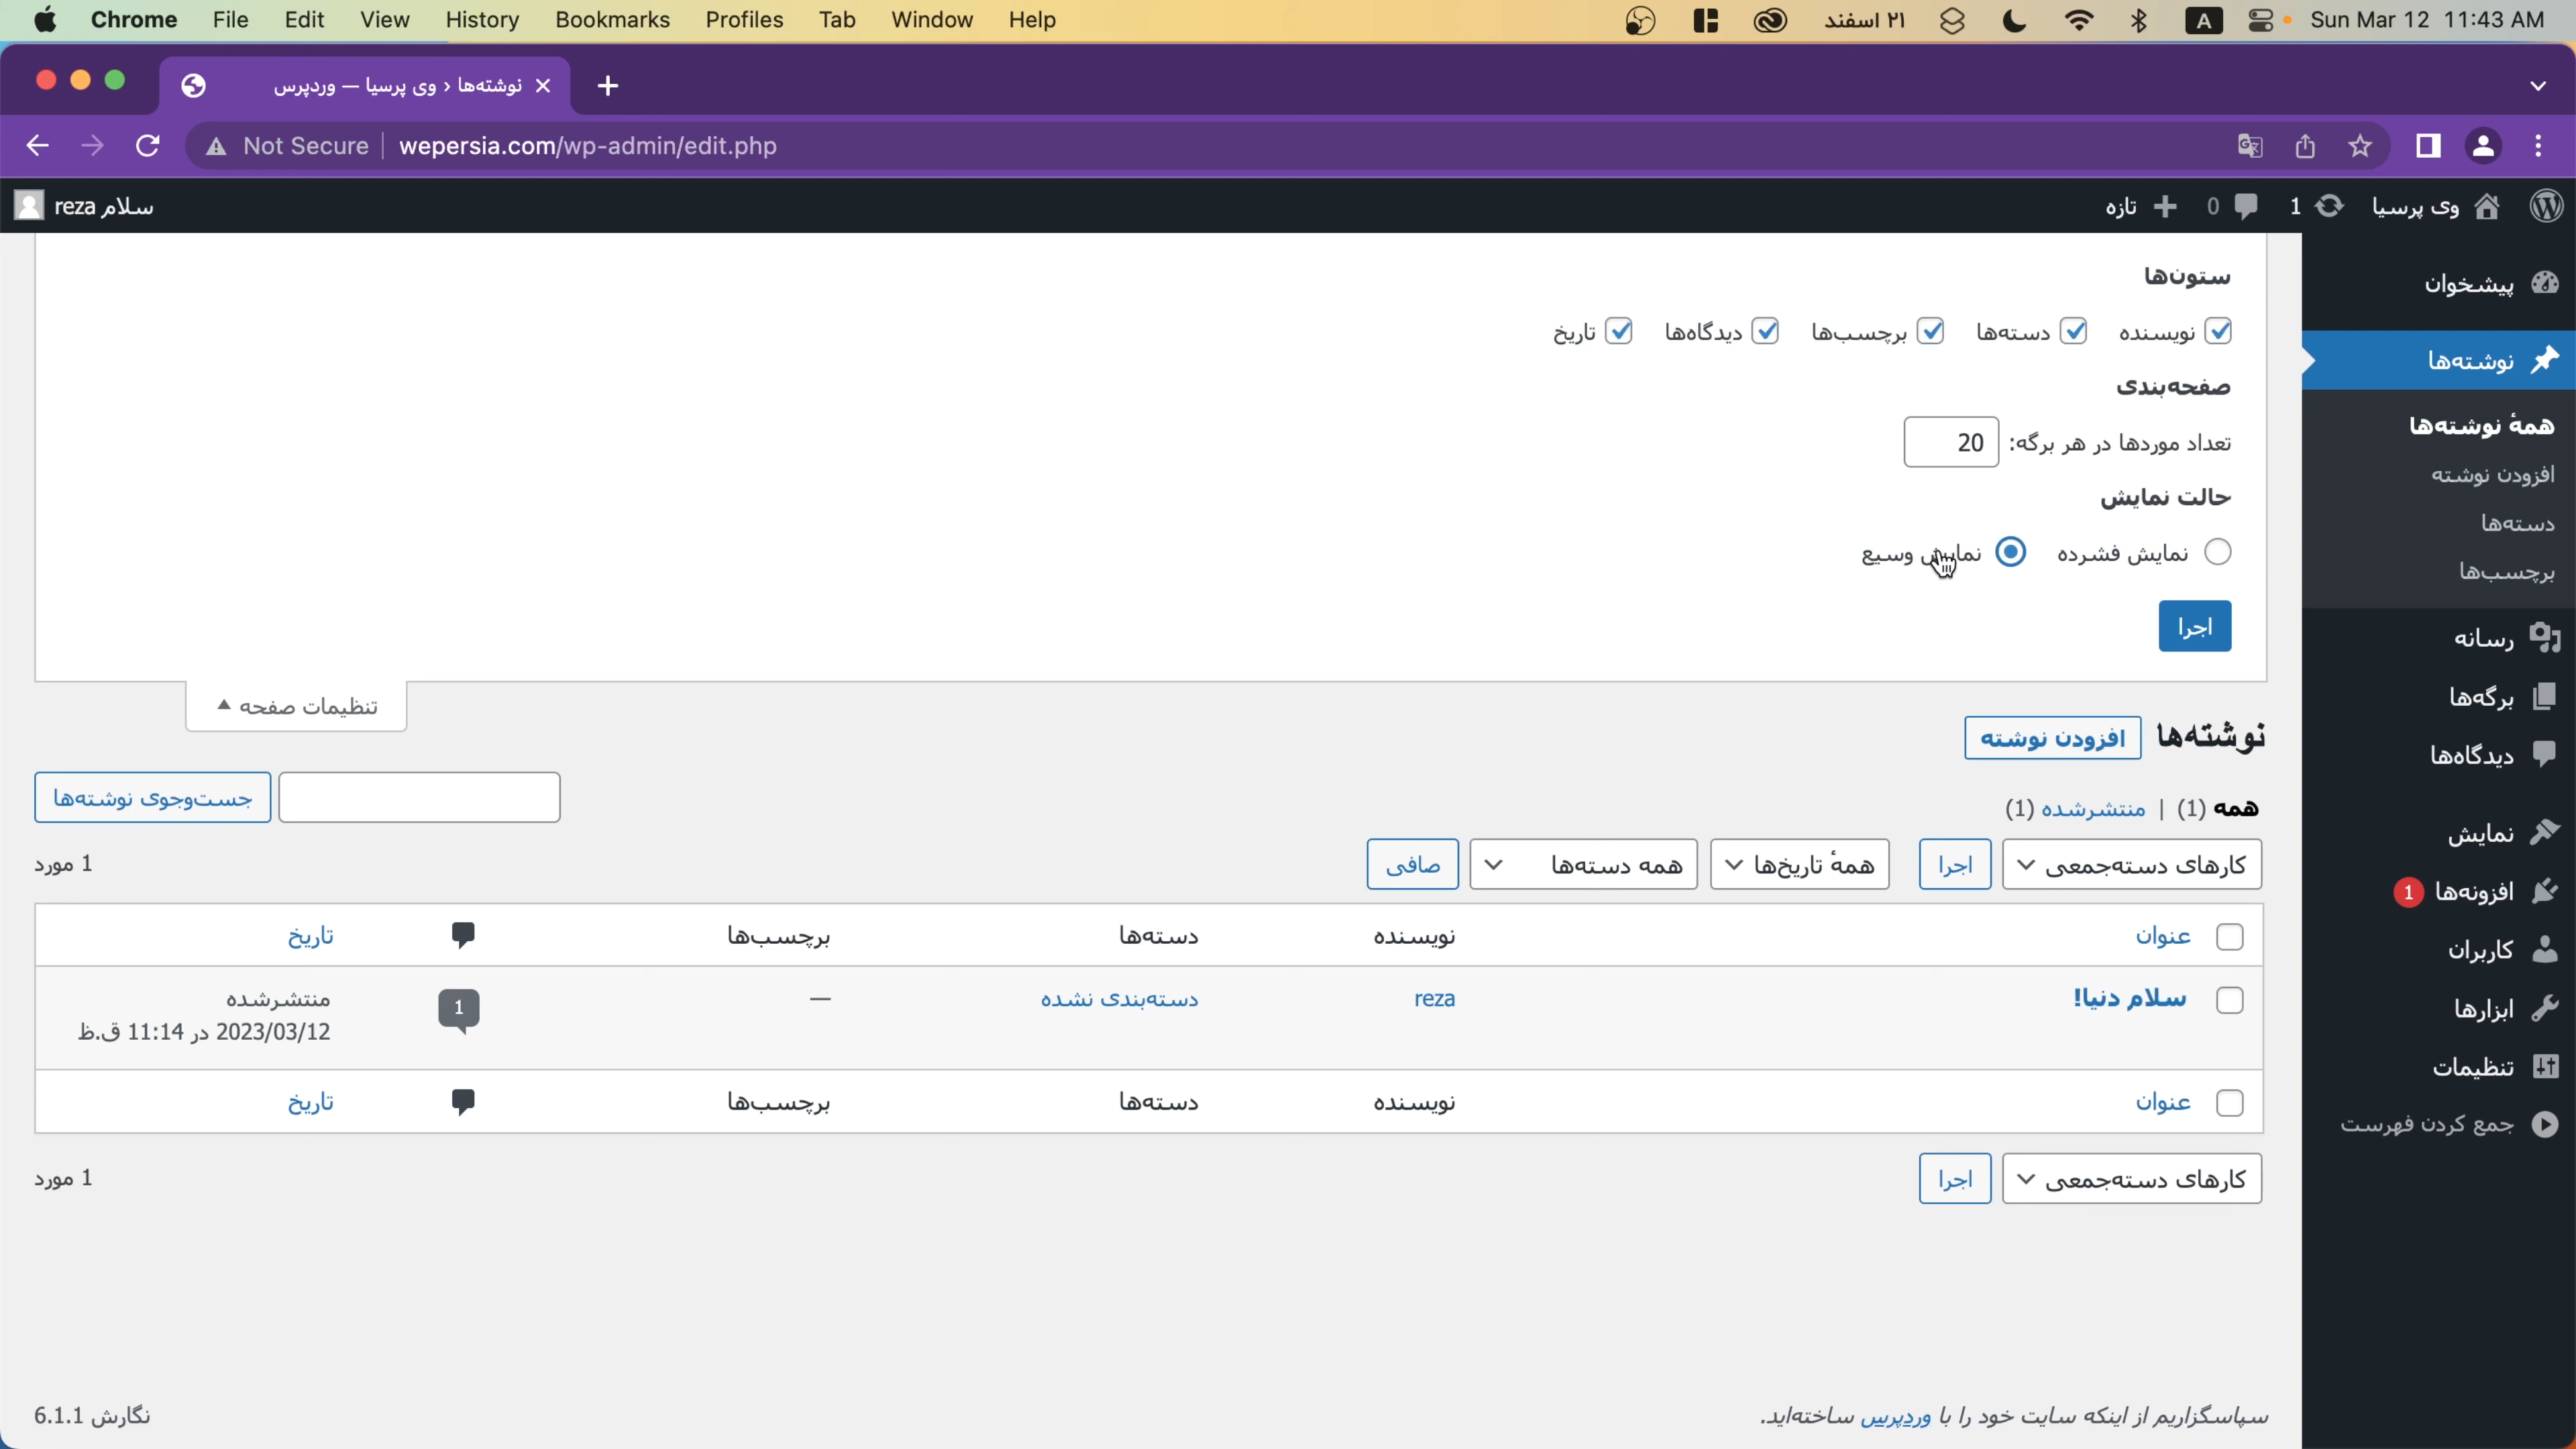 Chrome File Edit View History Bookmarks Profiles Tab Window Help ۲۱ اسفند A Sun Mar 12 11:43 AM
نوشته‌ها ‹ وی پرسیا — وردپرس
Not Secure wepersia.com/wp-admin/edit.php
وی پرسیا 1 0 تازه سلام reza
پیشخوان
نوشته‌ها
همهٔ نوشته‌ها
افزودن نوشته
دسته‌ها
برچسب‌ها
رسانه
برگه‌ها
دیدگاه‌ها
نمایش
افزونه‌ها 1
کاربران
ابزارها
تنظیمات
جمع کردن فهرست
ستون‌ها
نویسنده دسته‌ها برچسب‌ها دیدگاه‌ها تاریخ
صفحه‌بندی
تعداد موردها در هر برگه: 20
حالت نمایش
نمایش فشرده نمایش وسیع
اجرا
تنظیمات صفحه
نوشته‌ها افزودن نوشته
همه (1) | منتشرشده (1)
جست‌وجوی نوشته‌ها
کارهای دسته‌جمعی اجرا همهٔ تاریخ‌ها همه دسته‌ها صافی 1 مورد
عنوان نویسنده دسته‌ها برچسب‌ها تاریخ
سلام دنیا! reza دسته‌بندی نشده — 1 منتشرشده
2023/03/12 در 11:14 ق.ظ
عنوان نویسنده دسته‌ها برچسب‌ها تاریخ
کارهای دسته‌جمعی اجرا 1 مورد
سپاسگزاریم از اینکه سایت خود را با وردپرس ساخته‌اید. نگارش 6.1.1